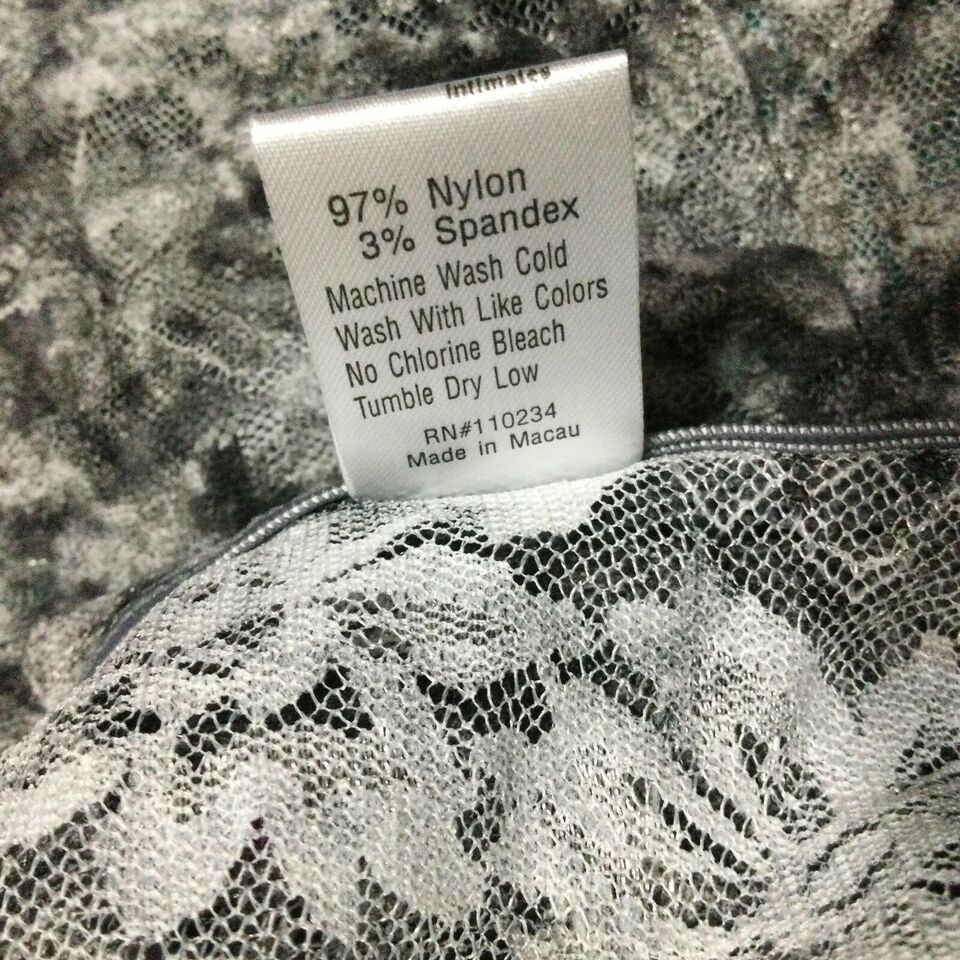 Intimates
97% Nylon
3% Spandex
Machine Wash Cold
Wash With Like Colors
No Chlorine Bleach
Tumble Dry Low
RN#110234
Made in Macau